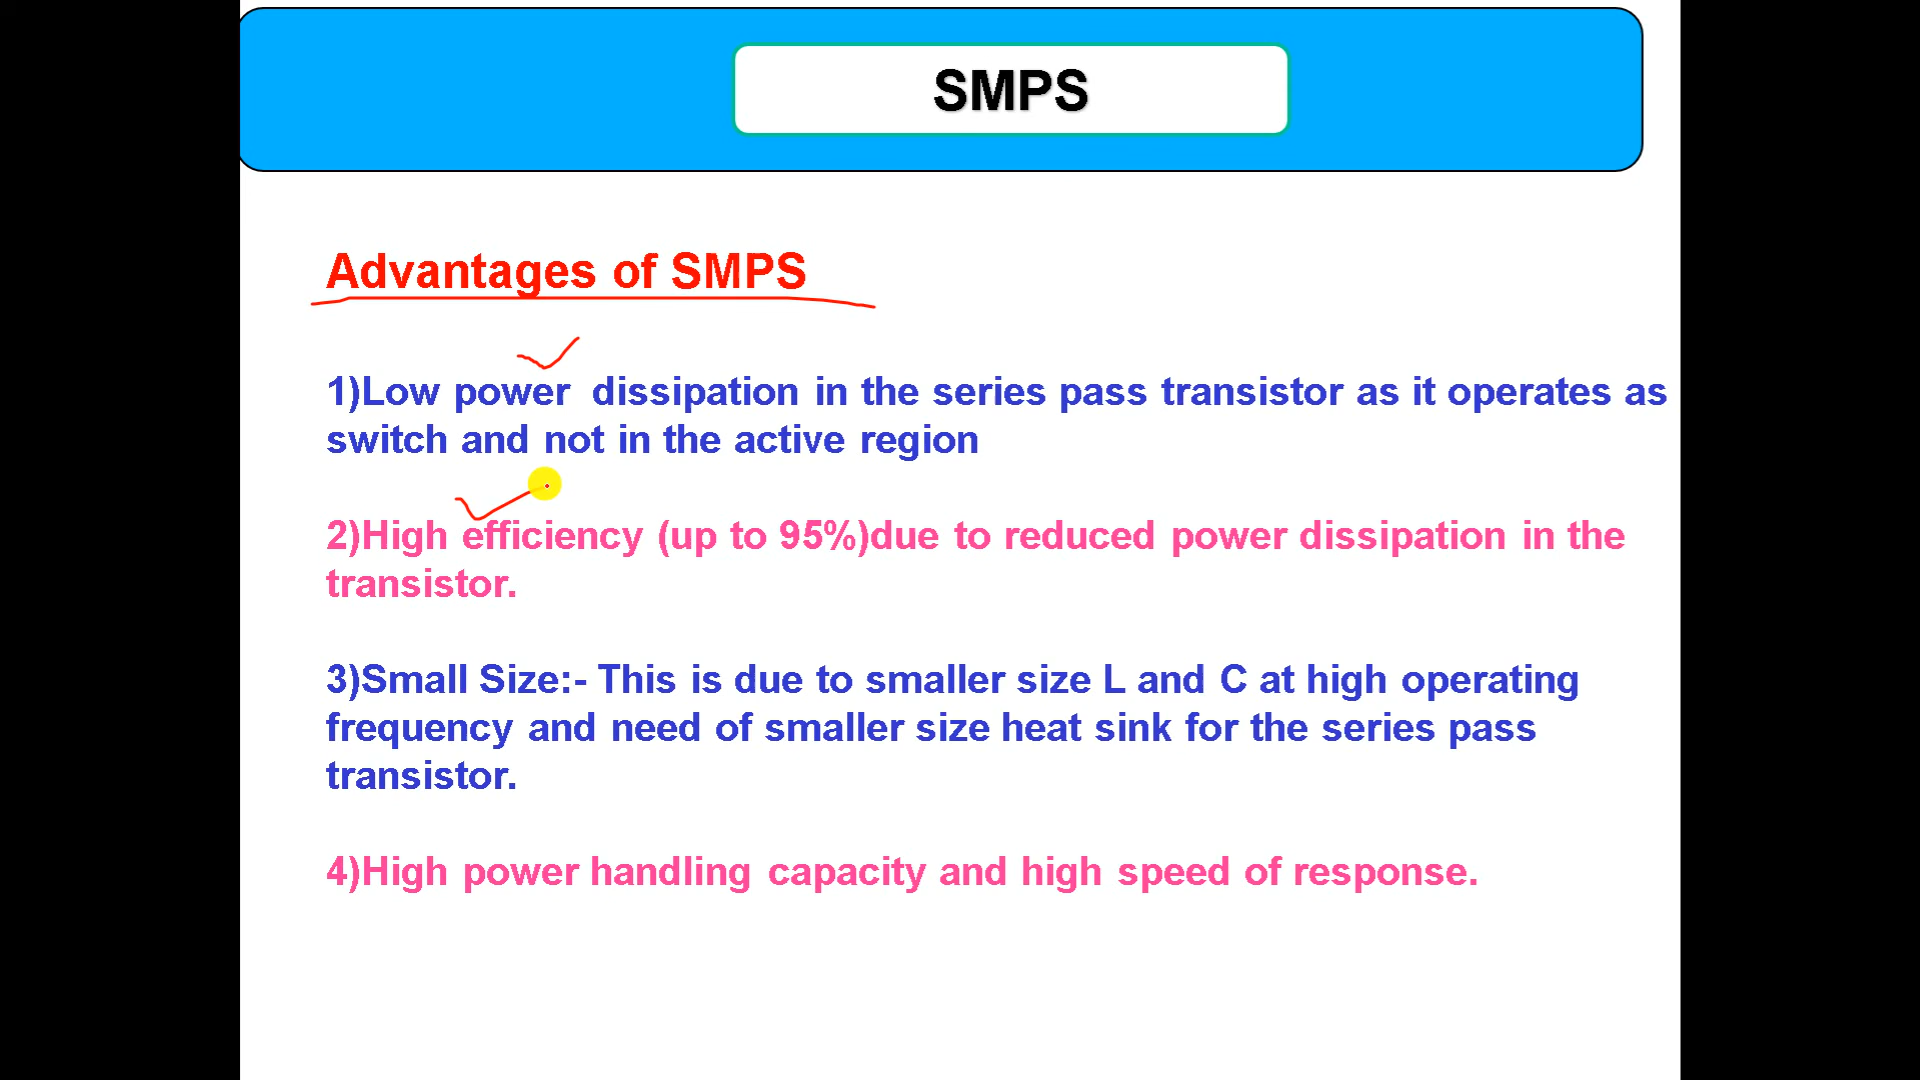 SMPS
Advantages of SMPS
1)Low power dissipation in the series pass transistor as it operates as
switch and not in the active region
2)High efficiency (up to 95%)due to reduced power dissipation in the
transistor.
3)Small Size:- This is due to smaller size L and C at high operating
frequency and need of smaller size heat sink for the series pass
transistor.
4)High power handling capacity and high speed of response.